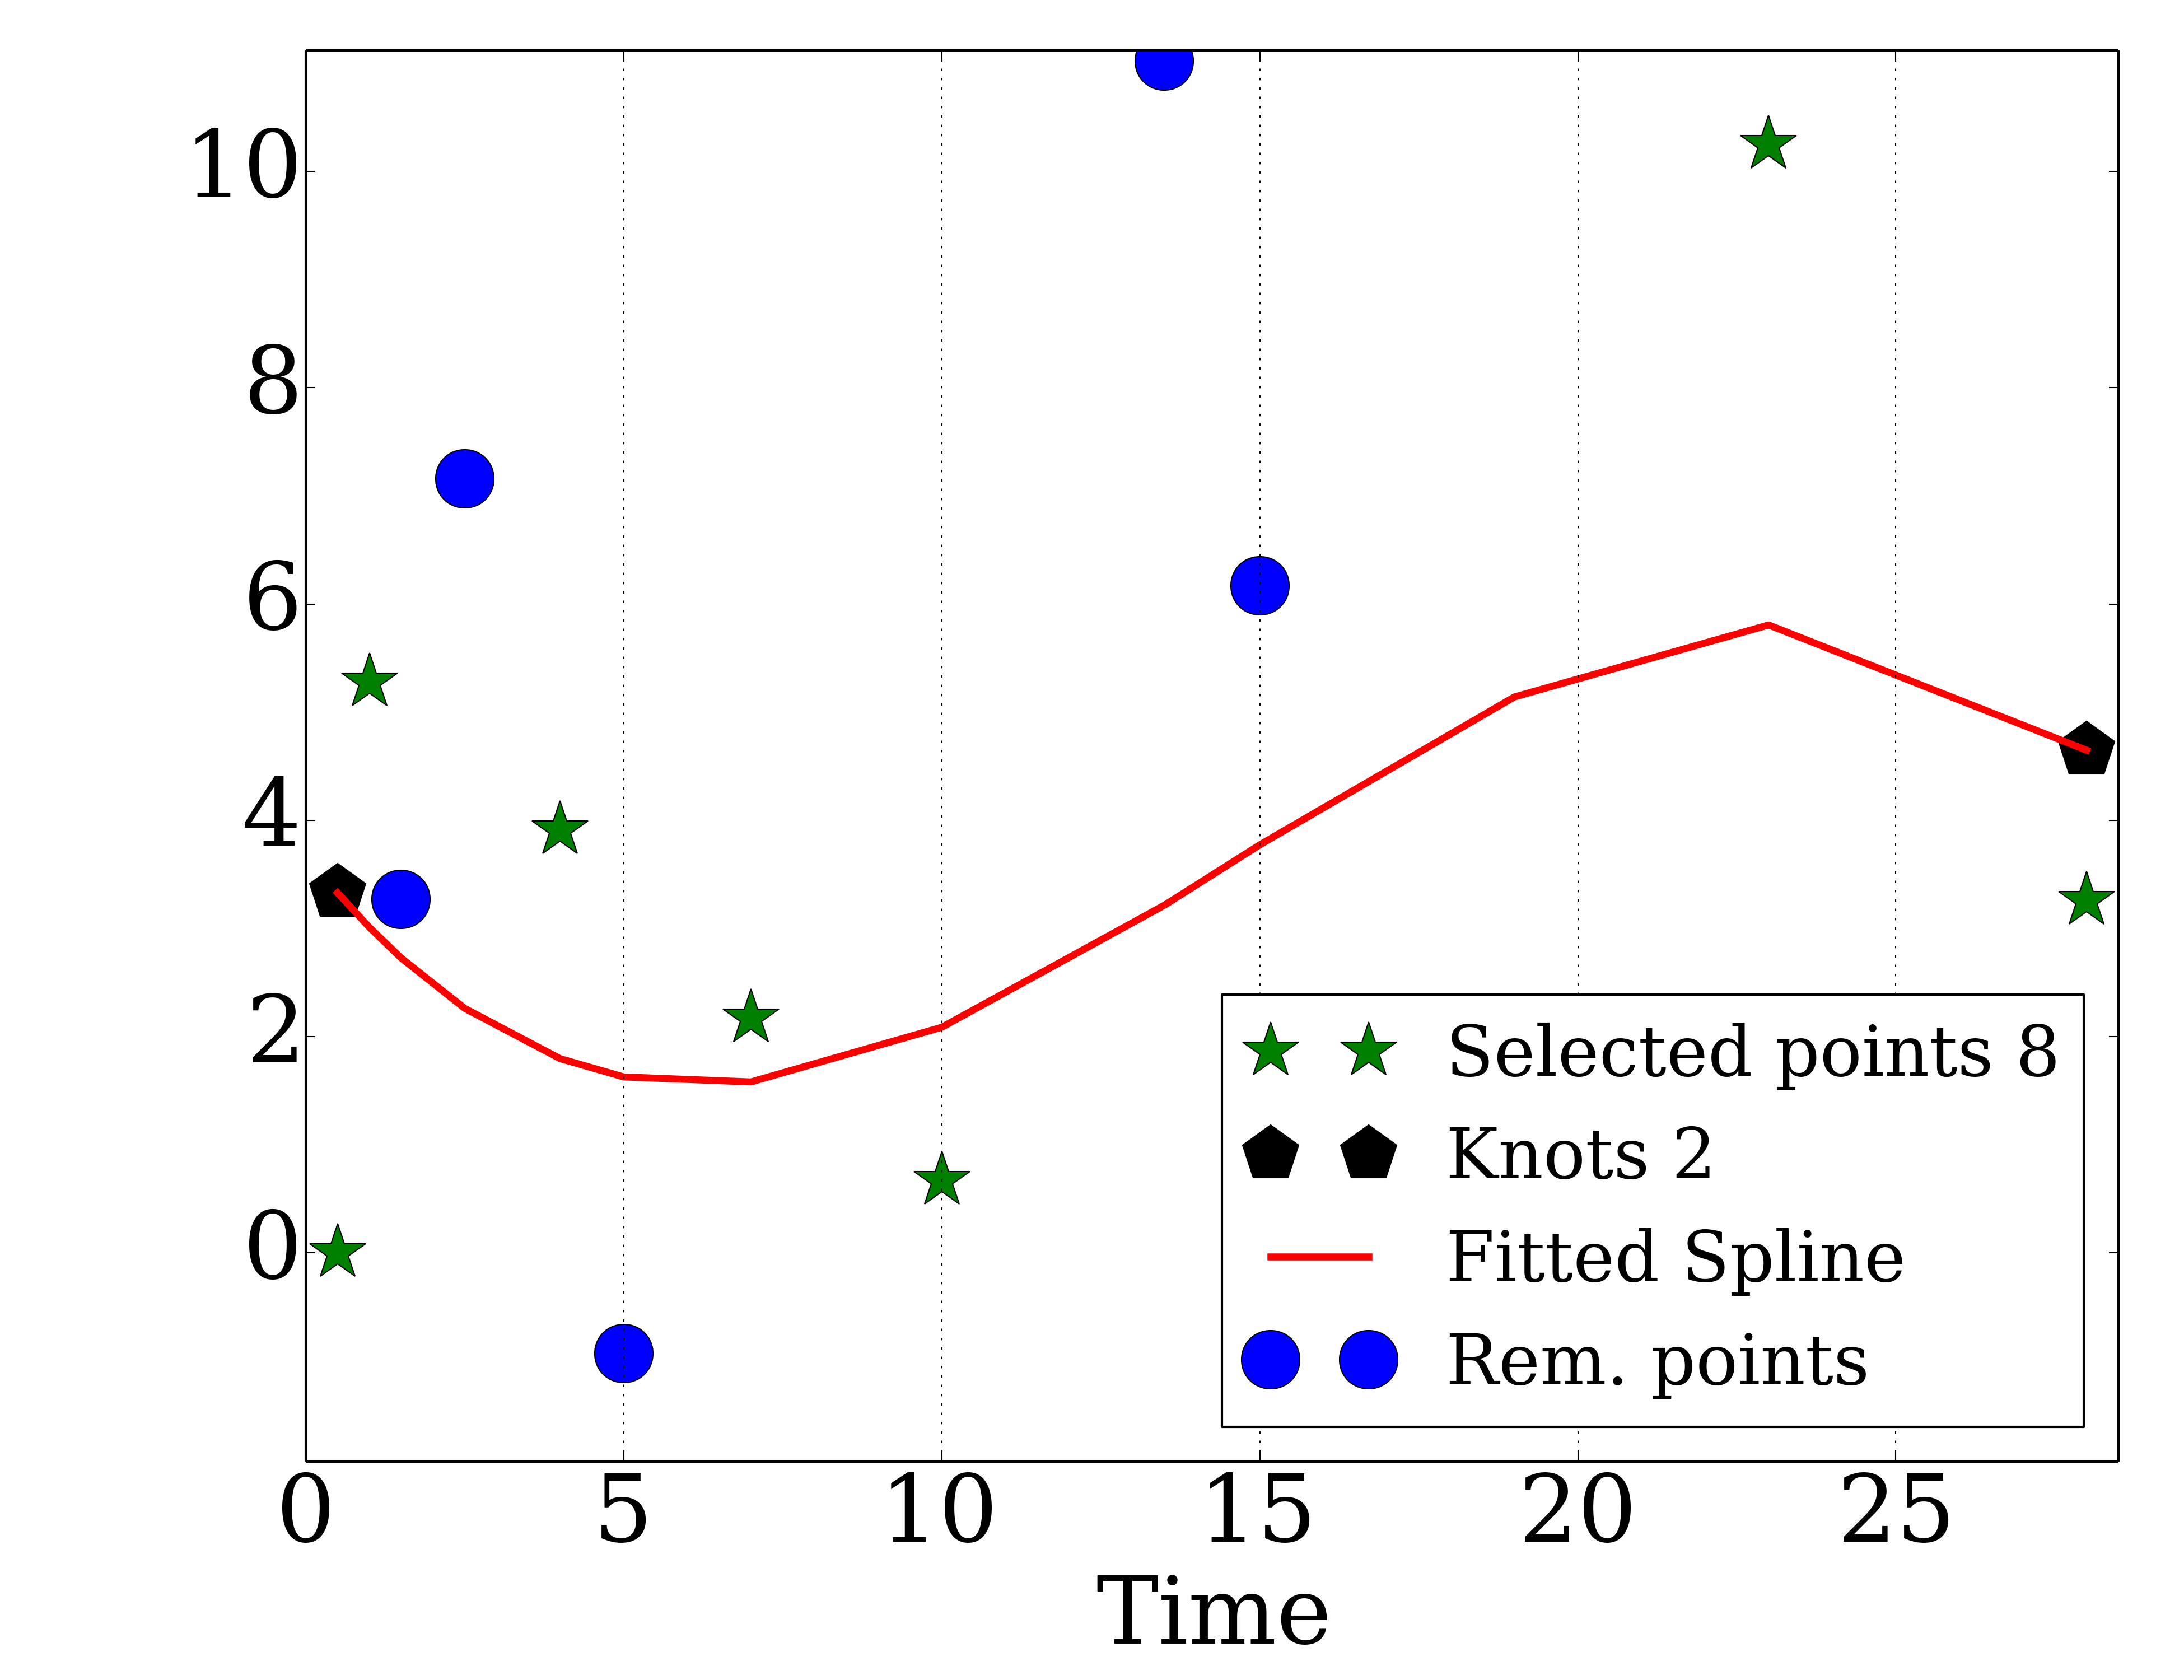 10
8
6
4
2
0
0 5 10 15 20 25
Time
Selected points 8
Knots 2
Fitted Spline
Rem. points